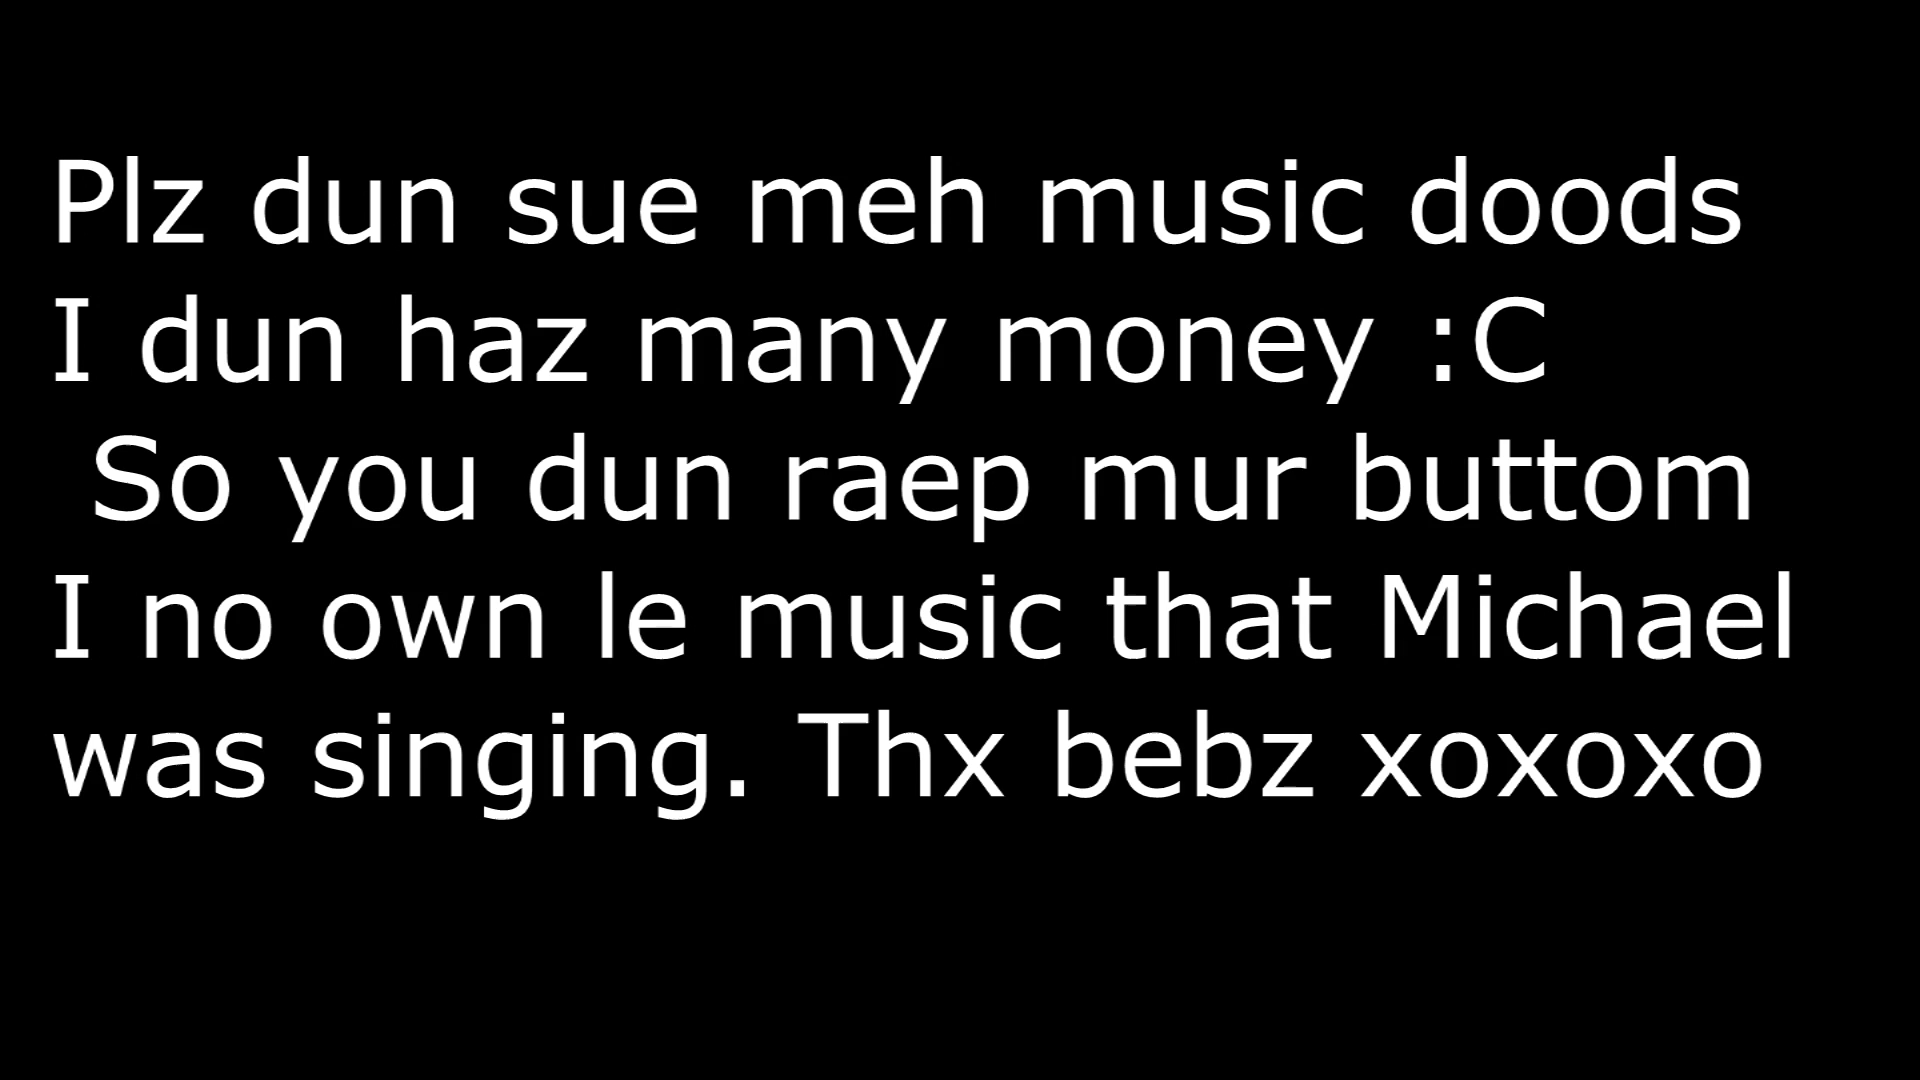 Plz dun sue meh music doods
I dun haz many money :C
So you dun raep mur buttom
I no own le music that Michael
was singing. Thx bebz xoxoxo